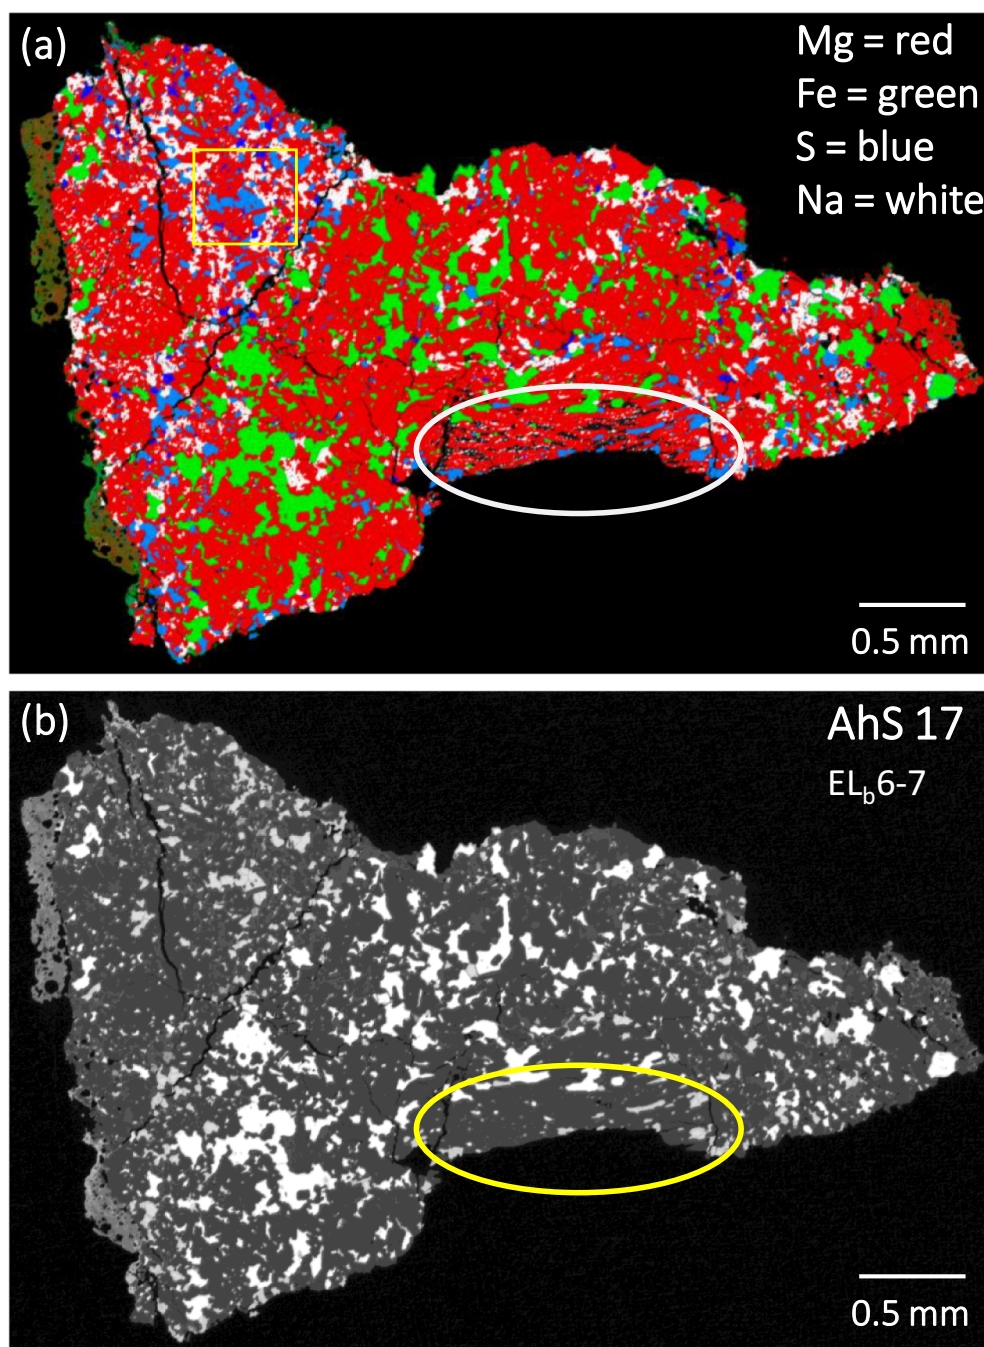 (a)
Mg = red
Fe = green
S = blue
Na = white
0.5 mm
(b)
AhS 17
ELb6-7
0.5 mm